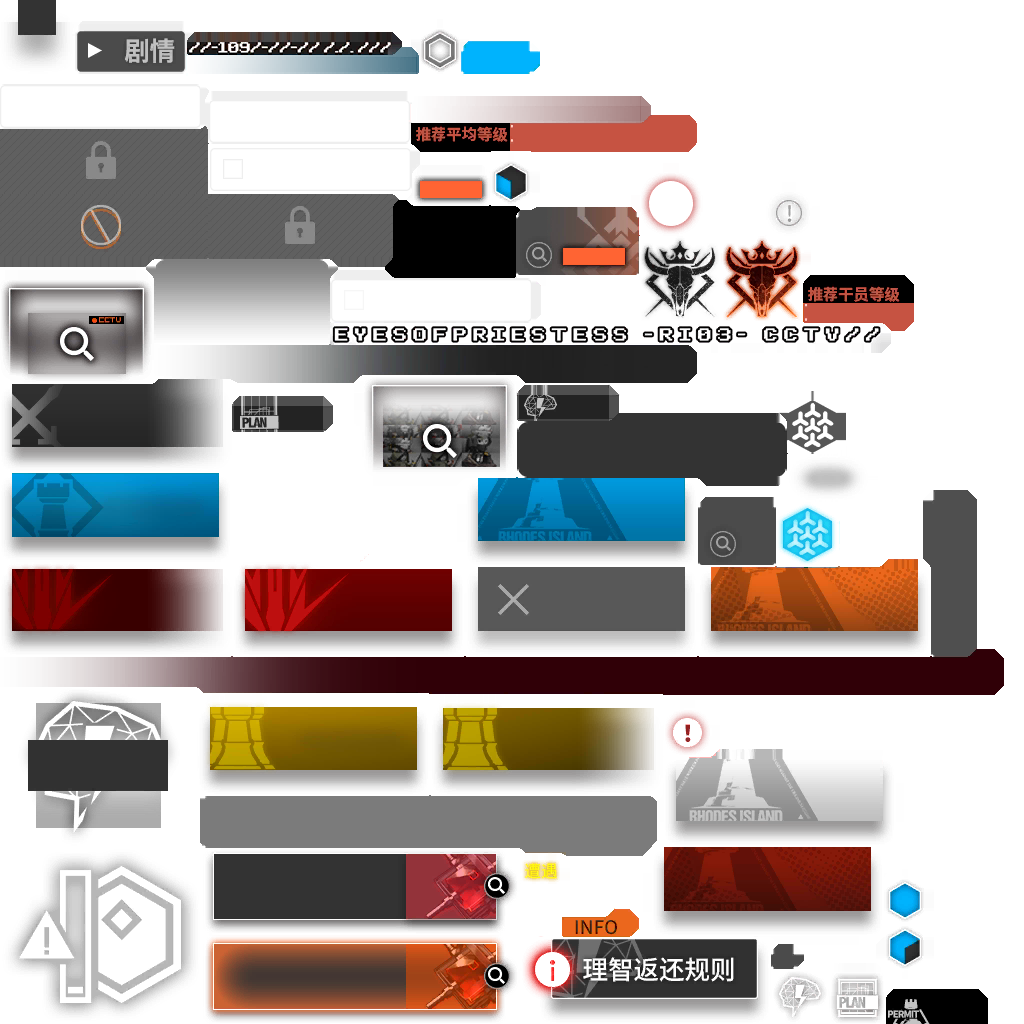 剧情
//-109/-//-// /././//
推荐平均等级
推荐干员等级
CCTV
EYESOFPRIESTESS -RI03- CCTV//
PLAN
RHODES ISLAND
RHODES ISLAND
RHODES ISLAND
遭遇
INFO
理智返还规则
PLAN
PERMIT